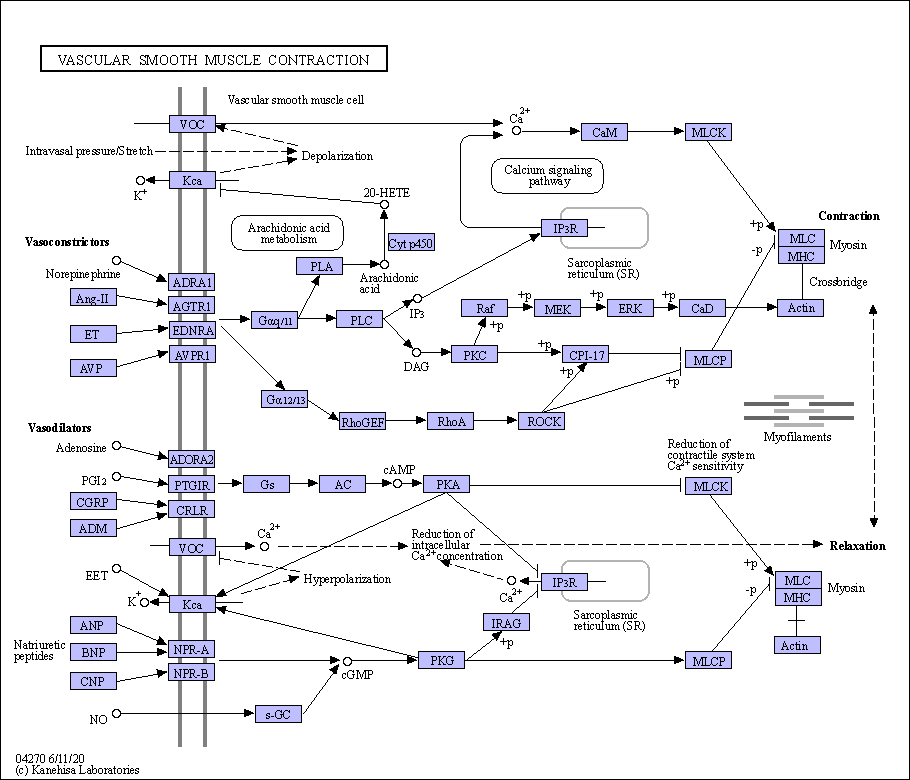 VASCULAR SMOOTH MUSCLE CONTRACTION
Vascular smooth muscle cell
VOC
Ca2+
CaM
MLCK
Intravasal pressure/Stretch
Depolarization
Kca
K+
20-HETE
Calcium signaling
pathway
Arachidonic acid
metabolism
Cyt p450
IP3R
+p
-p
Contraction
MLC
MHC
Myosin
Vasoconstrictors
Norepinephrine
ADRA1
PLA
Arachidonic
acid
Sarcoplasmic
reticulum (SR)
Crossbridge
Ang-II
AGTR1
IP3
Raf
+p
MEK
+p
ERK
+p
CaD
Actin
ET
EDNRA
Gαq/11
PLC
+p
AVP
AVPR1
DAG
PKC
+p
CPI-17
MLCP
+p
+p
Gα12/13
RhoGEF
RhoA
ROCK
Myofilaments
Vasodilators
Adenosine
ADORA2
Reduction of
contractile system
Ca2+ sensitivity
PGI2
PTGIR
Gs
AC
cAMP
PKA
MLCK
CGRP
CRLR
ADM
VOC
Ca2+
Reduction of
intracellular
Ca2+ concentration
Relaxation
EET
Hyperpolarization
K+
Kca
Ca2+
IP3R
+p
-p
MLC
MHC
Myosin
Sarcoplasmic
reticulum (SR)
ANP
IRAG
+p
Natriuretic
peptides
BNP
NPR-A
Actin
CNP
NPR-B
cGMP
PKG
MLCP
NO
s-GC
04270 6/11/20
(c) Kanehisa Laboratories